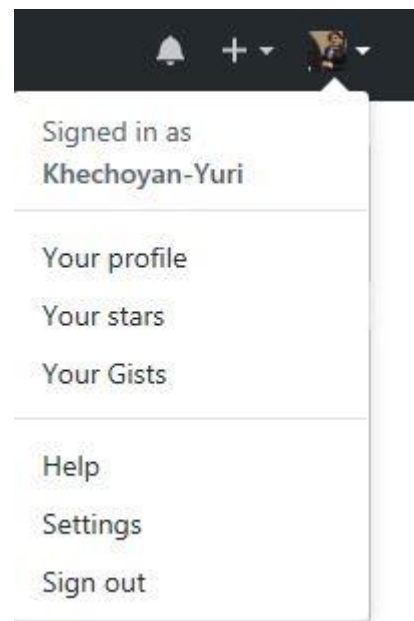 Signed in as
Khechoyan-Yuri
Your profile
Your stars
Your Gists
Help
Settings
Sign out